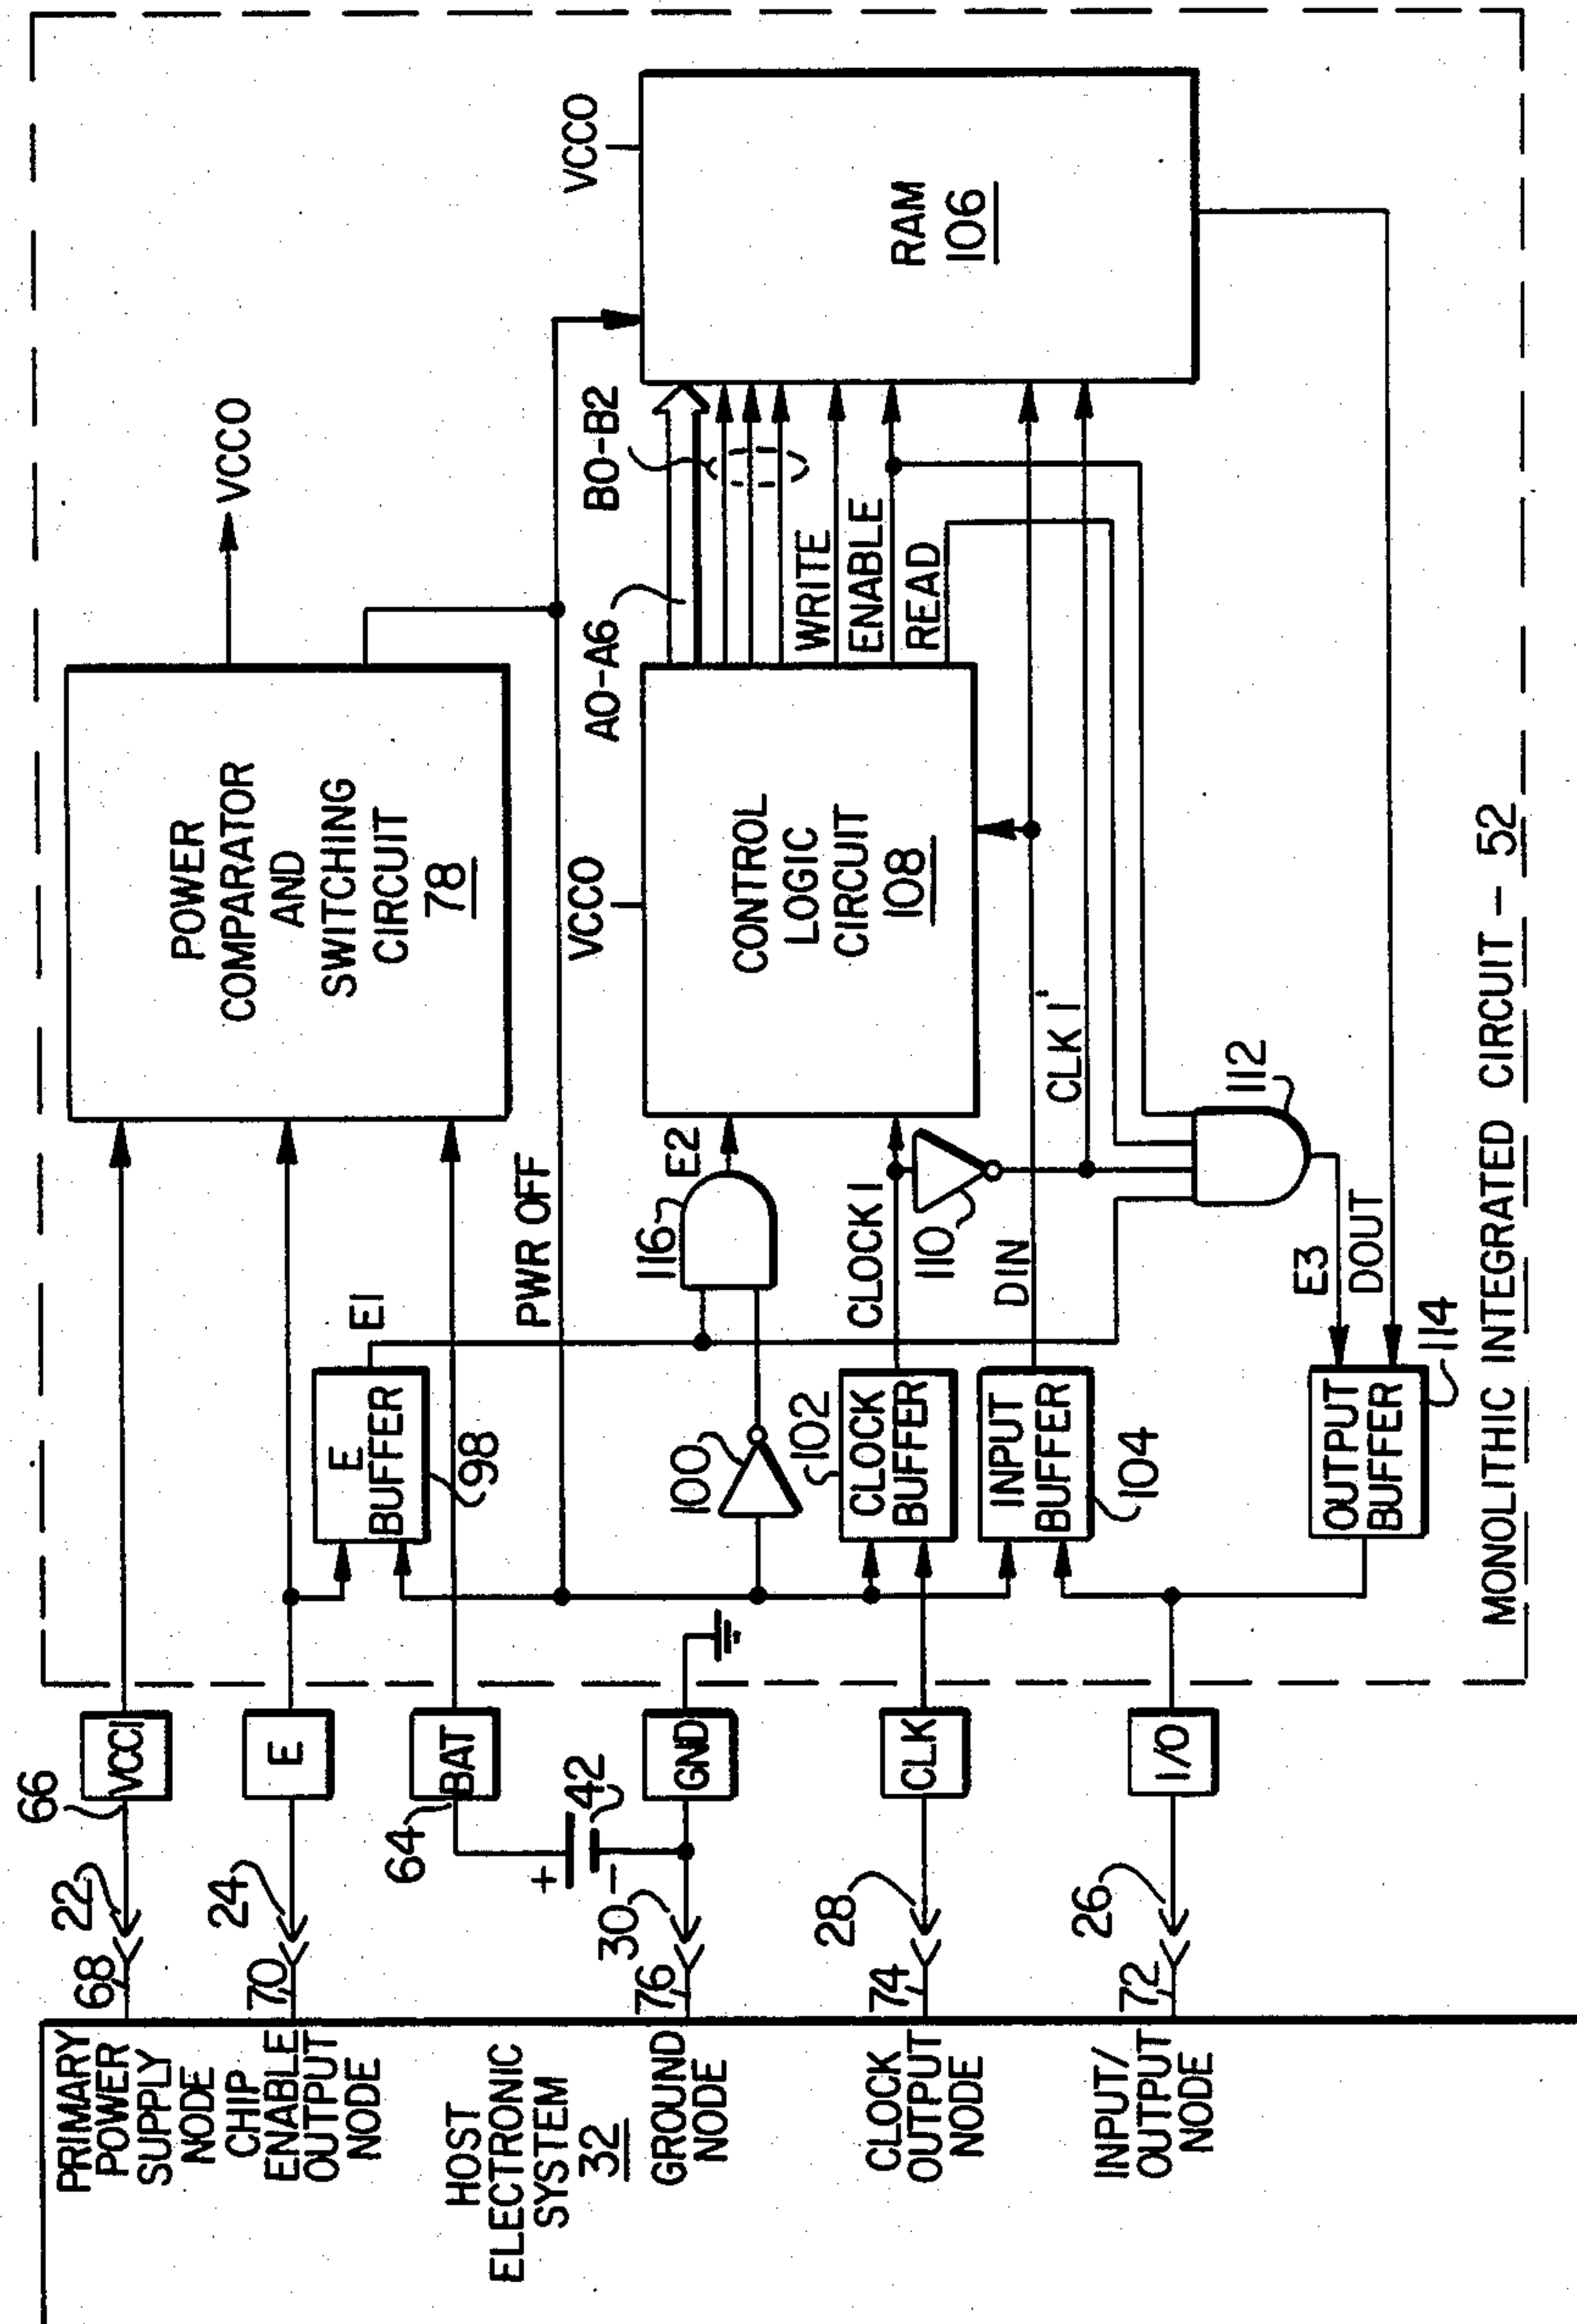 PRIMARY
POWER
SUPPLY
NODE
CHIP
ENABLE
OUTPUT
NODE
HOST
ELECTRONIC
SYSTEM
32
GROUND
NODE
CLOCK
OUTPUT
NODE
INPUT/
OUTPUT
NODE
68
22
66
VCCI
70
24
E
64
BAT
+
42
−
76
30
GND
74
28
CLK
72
26
I/O
E
BUFFER
98
E1
PWR OFF
100
116
E2
102
CLOCK
BUFFER
CLOCK 1
110
INPUT
BUFFER
104
DIN
CLK 1
112
E3
DOUT
OUTPUT
BUFFER
114
POWER
COMPARATOR
AND
SWITCHING
CIRCUIT
78
VCCO
VCCO
CONTROL
LOGIC
CIRCUIT
108
A0-A6
B0-B2
WRITE
ENABLE
READ
VCCO
RAM
106
MONOLITHIC INTEGRATED CIRCUIT - 52